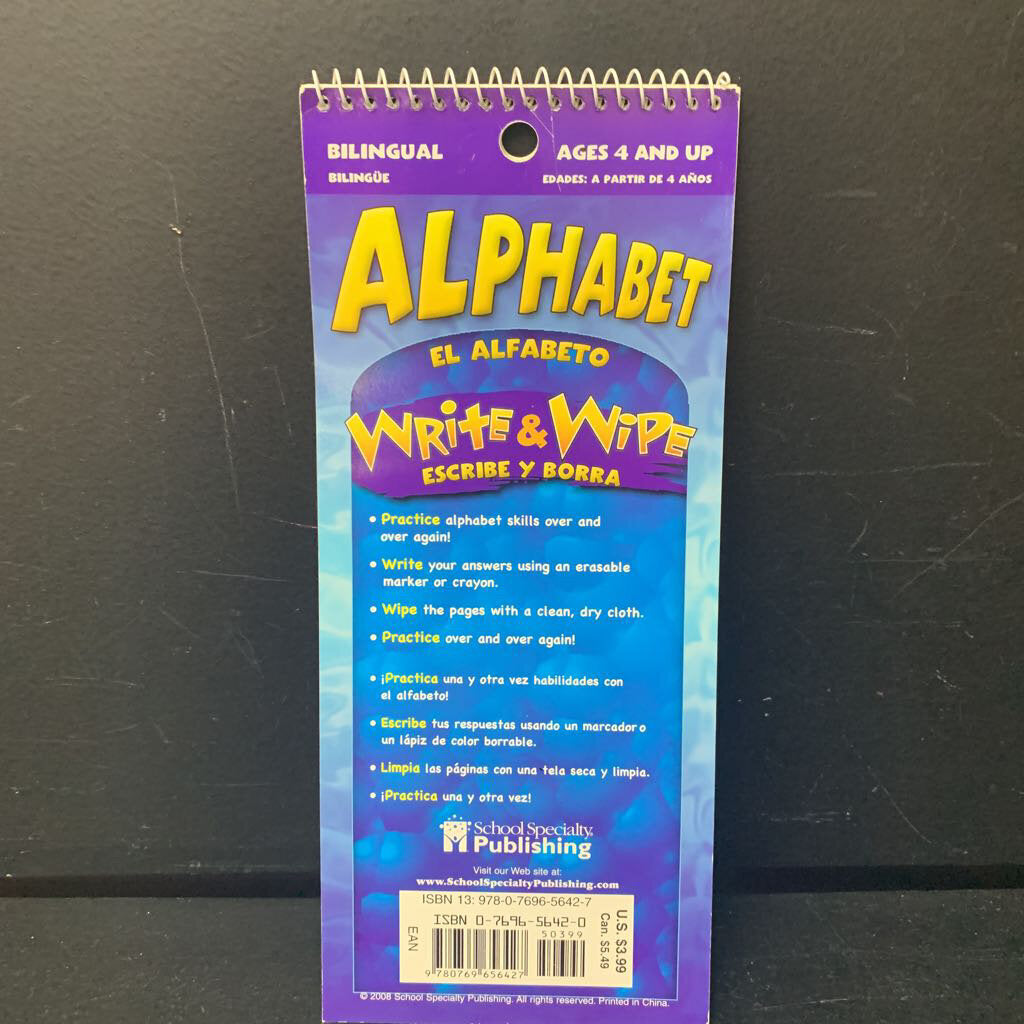 BILINGUAL
BILINGÜE
AGES 4 AND UP
EDADES: A PARTIR DE 4 AÑOS
ALPHABET
EL ALFABETO
WRITE & WIPE
ESCRIBE Y BORRA
• Practice alphabet skills over and
over again!
• Write your answers using an erasable
marker or crayon.
• Wipe the pages with a clean, dry cloth.
• Practice over and over again!
• ¡Practica una y otra vez habilidades con
el alfabeto!
• Escribe tus respuestas usando un marcador o
un lápiz de color borrable.
• Limpia las páginas con una tela seca y limpia.
• ¡Practica una y otra vez!
School Specialty
Publishing
Visit our Web site at:
www.SchoolSpecialtyPublishing.com
ISBN 13: 978-0-7696-5642-7
ISBN 0-7696-5642-0
50399
EAN
9 780769 656427
U.S. $3.99
Can. $5.49
© 2008 School Specialty Publishing. All rights reserved. Printed in China.